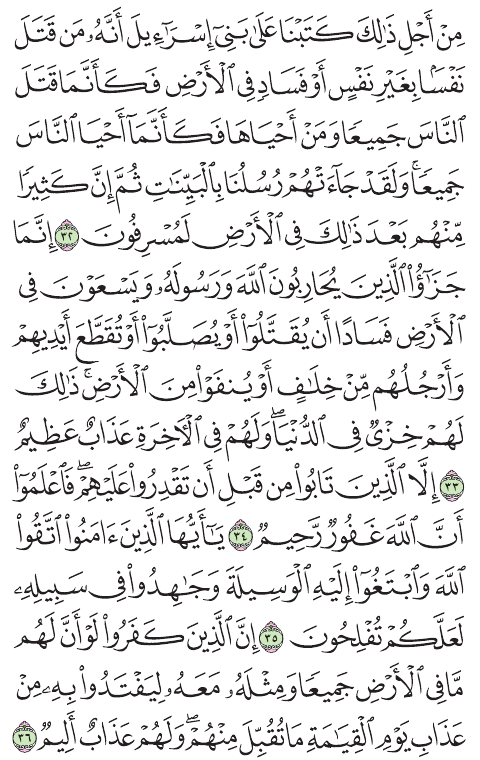 مِنْ أَجْلِ ذَٰلِكَ كَتَبْنَا عَلَىٰ بَنِىٓ إِسْرَٰٓءِيلَ أَنَّهُۥ مَن قَتَلَ
نَفْسًۢا بِغَيْرِ نَفْسٍ أَوْ فَسَادٍ فِى ٱلْأَرْضِ فَكَأَنَّمَا قَتَلَ
ٱلنَّاسَ جَمِيعًا وَمَنْ أَحْيَاهَا فَكَأَنَّمَآ أَحْيَا ٱلنَّاسَ
جَمِيعًا ۚ وَلَقَدْ جَآءَتْهُمْ رُسُلُنَا بِٱلْبَيِّنَٰتِ ثُمَّ إِنَّ كَثِيرًا
مِّنْهُم بَعْدَ ذَٰلِكَ فِى ٱلْأَرْضِ لَمُسْرِفُونَ ٣٢ إِنَّمَا
جَزَٰٓؤُا۟ ٱلَّذِينَ يُحَارِبُونَ ٱللَّهَ وَرَسُولَهُۥ وَيَسْعَوْنَ فِى
ٱلْأَرْضِ فَسَادًا أَن يُقَتَّلُوٓا۟ أَوْ يُصَلَّبُوٓا۟ أَوْ تُقَطَّعَ أَيْدِيهِمْ
وَأَرْجُلُهُم مِّنْ خِلَٰفٍ أَوْ يُنفَوْا۟ مِنَ ٱلْأَرْضِ ۚ ذَٰلِكَ
لَهُمْ خِزْىٌ فِى ٱلدُّنْيَا ۖ وَلَهُمْ فِى ٱلْءَاخِرَةِ عَذَابٌ عَظِيمٌ
٣٣ إِلَّا ٱلَّذِينَ تَابُوا۟ مِن قَبْلِ أَن تَقْدِرُوا۟ عَلَيْهِمْ ۖ فَٱعْلَمُوٓا۟
أَنَّ ٱللَّهَ غَفُورٌ رَّحِيمٌ ٣٤ يَٰٓأَيُّهَا ٱلَّذِينَ ءَامَنُوا۟ ٱتَّقُوا۟
ٱللَّهَ وَٱبْتَغُوٓا۟ إِلَيْهِ ٱلْوَسِيلَةَ وَجَٰهِدُوا۟ فِى سَبِيلِهِۦ
لَعَلَّكُمْ تُفْلِحُونَ ٣٥ إِنَّ ٱلَّذِينَ كَفَرُوا۟ لَوْ أَنَّ لَهُم
مَّا فِى ٱلْأَرْضِ جَمِيعًا وَمِثْلَهُۥ مَعَهُۥ لِيَفْتَدُوا۟ بِهِۦ مِنْ
عَذَابِ يَوْمِ ٱلْقِيَٰمَةِ مَا تُقُبِّلَ مِنْهُمْ ۖ وَلَهُمْ عَذَابٌ أَلِيمٌ ٣٦